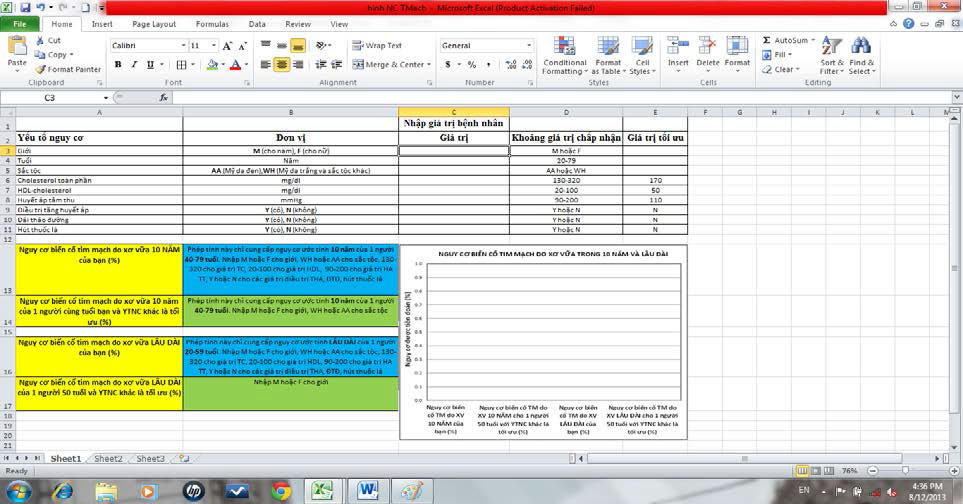 hinh NC TMach - Microsoft Excel (Product Activation Failed)
File Home Insert Page Layout Formulas Data Review View
Cut
Copy
Format Painter
Paste
Clipboard
Calibri 11
B I U
Font
Wrap Text
Merge & Center
Alignment
General
$ % ,
Number
Conditional Formatting
Format as Table
Cell Styles
Styles
Insert Delete Format
Cells
AutoSum
Fill
Clear
Sort & Filter
Find & Select
Editing
C3 fx
A B C D E F G H I J K L M
1 Nhập giá trị bệnh nhân
2 Yếu tố nguy cơ Đơn vị Giá trị Khoảng giá trị chấp nhận Giá trị tối ưu
3 Giới M (cho nam), F (cho nữ) M hoặc F
4 Tuổi Năm 20-79
5 Sắc tộc AA (Mỹ da đen),WH (Mỹ da trắng và sắc tộc khác) AA hoặc WH
6 Cholesterol toàn phần mg/dl 130-320 170
7 HDL-cholesterol mg/dl 20-100 50
8 Huyết áp tâm thu mmHg 90-200 110
9 Điều trị tăng huyết áp Y (có), N (không) Y hoặc N N
10 Đái tháo đường Y (có), N (không) Y hoặc N N
11 Hút thuốc lá Y (có), N (không) Y hoặc N N
12
13
Nguy cơ biến cố tim mạch do xơ vữa 10 NĂM
của bạn (%)
Phép tính này chỉ cung cấp nguy cơ ước tính 10 năm của 1 người
40-79 tuổi. Nhập M hoặc F cho giới, WH hoặc AA cho sắc tộc, 130-
320 cho giá trị TC, 20-100 cho giá trị HDL, 90-200 cho giá trị HA
TT, Y hoặc N cho các giá trị điều trị THA, ĐTĐ, hút thuốc lá
14
Nguy cơ biến cố tim mạch do xơ vữa 10 năm
của 1 người cùng tuổi bạn và YTNC khác là tối
ưu (%)
Phép tính này chỉ cung cấp nguy cơ ước tính 10 năm của 1 người
40-79 tuổi. Nhập M hoặc F cho giới, WH hoặc AA cho sắc tộc
15
16
Nguy cơ biến cố tim mạch do xơ vữa LÂU DÀI
của bạn (%)
Phép tính này chỉ cung cấp nguy cơ ước tính LÂU DÀI của 1 người
20-59 tuổi. Nhập M hoặc F cho giới, WH hoặc AA cho sắc tộc, 130-
320 cho giá trị TC, 20-100 cho giá trị HDL, 90-200 cho giá trị HA
TT, Y hoặc N cho các giá trị điều trị THA, ĐTĐ, hút thuốc lá
17
Nguy cơ biến cố tim mạch do xơ vữa LÂU DÀI
của 1 người 50 tuổi và YTNC khác là tối ưu (%)
Nhập M hoặc F cho giới
18
19
20
21
NGUY CƠ BIẾN CỐ TIM MẠCH DO XƠ VỮA TRONG 10 NĂM VÀ LÂU DÀI
Nguy cơ được tiên đoán (%)
1.0
0.9
0.8
0.7
0.6
0.5
0.4
0.3
0.2
0.1
0.0
Nguy cơ biến
cố TM do XV
10 NĂM của
bạn (%)
Nguy cơ biến cố TM do
XV 10 NĂM cho 1 người
50 tuổi với YTNC khác là
tối ưu (%)
Nguy cơ biến
cố TM do XV
LÂU DÀI của
bạn (%)
Nguy cơ biến cố TM do
XV LÂU DÀI cho 1 người
50 tuổi với YTNC khác là
tối ưu (%)
Sheet1 Sheet2 Sheet3
Ready 76%
EN
4:36 PM
8/12/2013